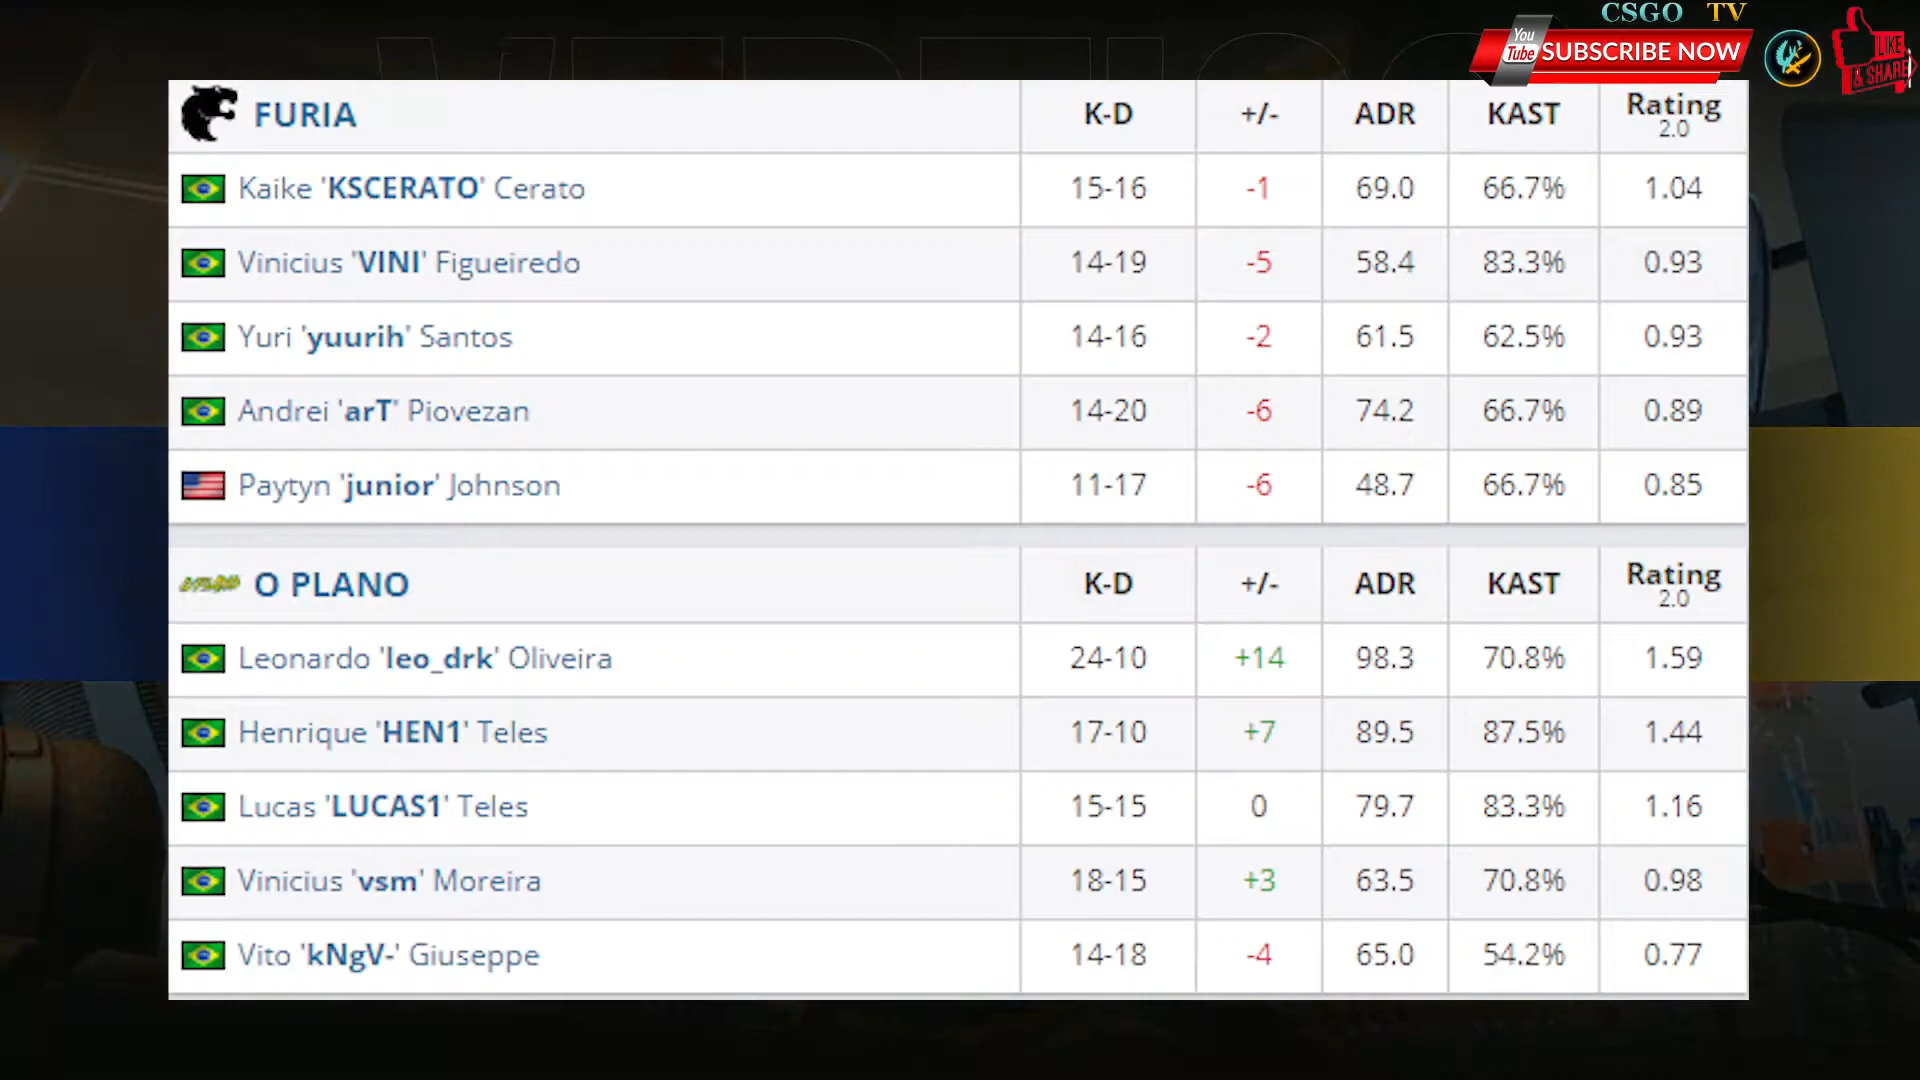 CSGO TV
You Tube SUBSCRIBE NOW
LIKE & SHARE
FURIA K-D +/- ADR KAST Rating 2.0
Kaike 'KSCERATO' Cerato 15-16 -1 69.0 66.7% 1.04
Vinicius 'VINI' Figueiredo 14-19 -5 58.4 83.3% 0.93
Yuri 'yuurih' Santos 14-16 -2 61.5 62.5% 0.93
Andrei 'arT' Piovezan 14-20 -6 74.2 66.7% 0.89
Paytyn 'junior' Johnson 11-17 -6 48.7 66.7% 0.85
O PLANO K-D +/- ADR KAST Rating 2.0
Leonardo 'leo_drk' Oliveira 24-10 +14 98.3 70.8% 1.59
Henrique 'HEN1' Teles 17-10 +7 89.5 87.5% 1.44
Lucas 'LUCAS1' Teles 15-15 0 79.7 83.3% 1.16
Vinicius 'vsm' Moreira 18-15 +3 63.5 70.8% 0.98
Vito 'kNgV-' Giuseppe 14-18 -4 65.0 54.2% 0.77